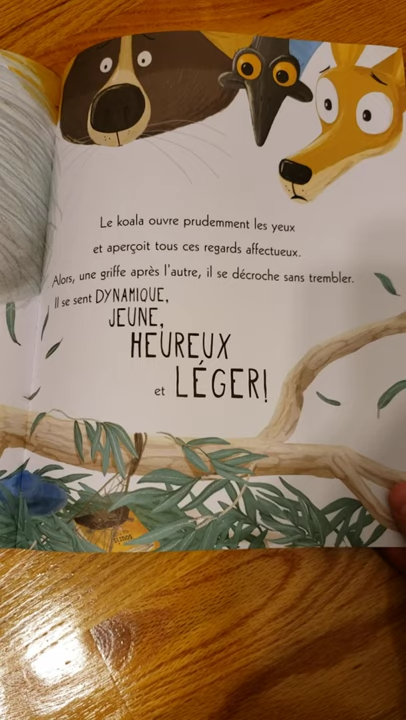 Le koala ouvre prudemment les yeux
et aperçoit tous ces regards affectueux.
Alors, une griffe après l'autre, il se décroche sans trembler.
Il se sent DYNAMIQUE,
JEUNE,
HEUREUX
et LÉGER!